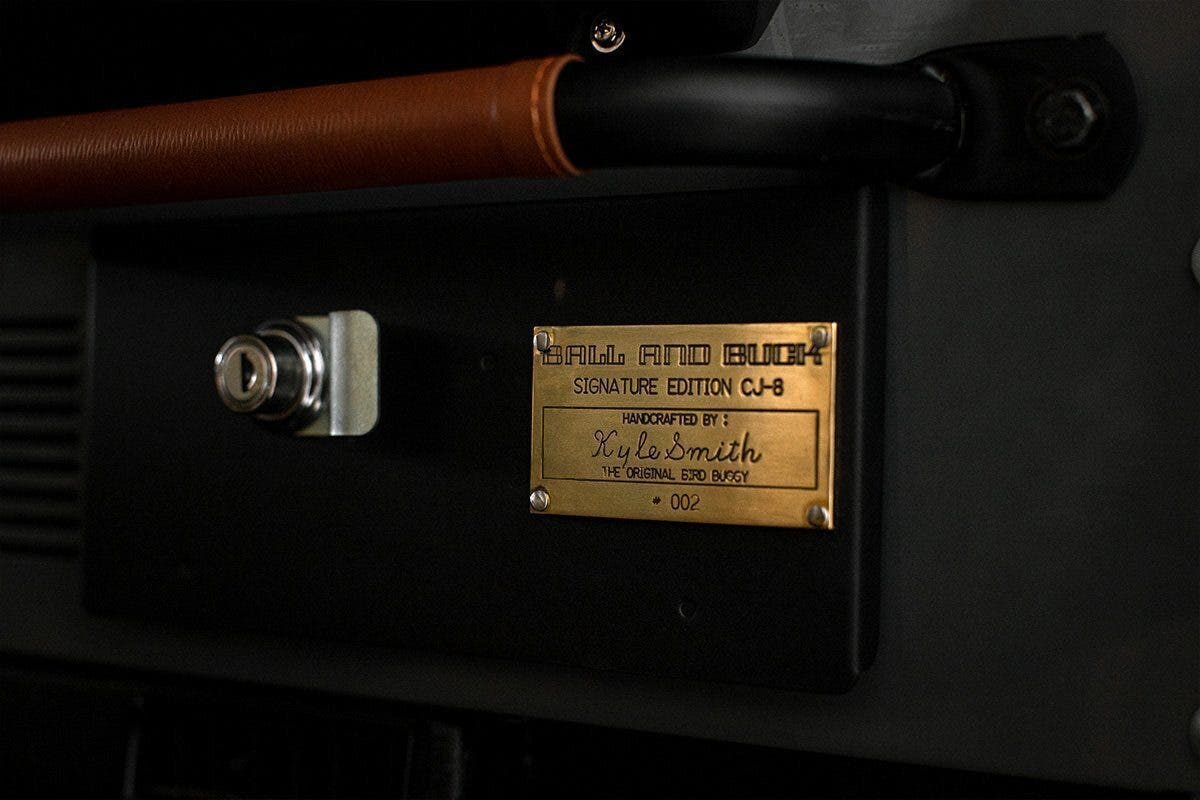 BALL AND BUCK
SIGNATURE EDITION CJ-8
HANDCRAFTED BY :
Kyle Smith
THE ORIGINAL BIRD BUGGY
# 002